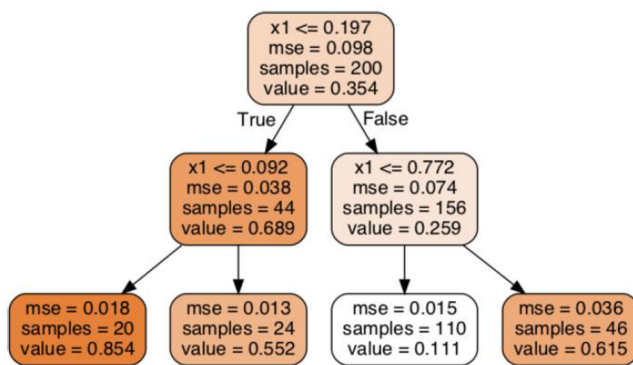 x1 <= 0.197
mse = 0.098
samples = 200
value = 0.354
True
False
x1 <= 0.092
mse = 0.038
samples = 44
value = 0.689
x1 <= 0.772
mse = 0.074
samples = 156
value = 0.259
mse = 0.018
samples = 20
value = 0.854
mse = 0.013
samples = 24
value = 0.552
mse = 0.015
samples = 110
value = 0.111
mse = 0.036
samples = 46
value = 0.615